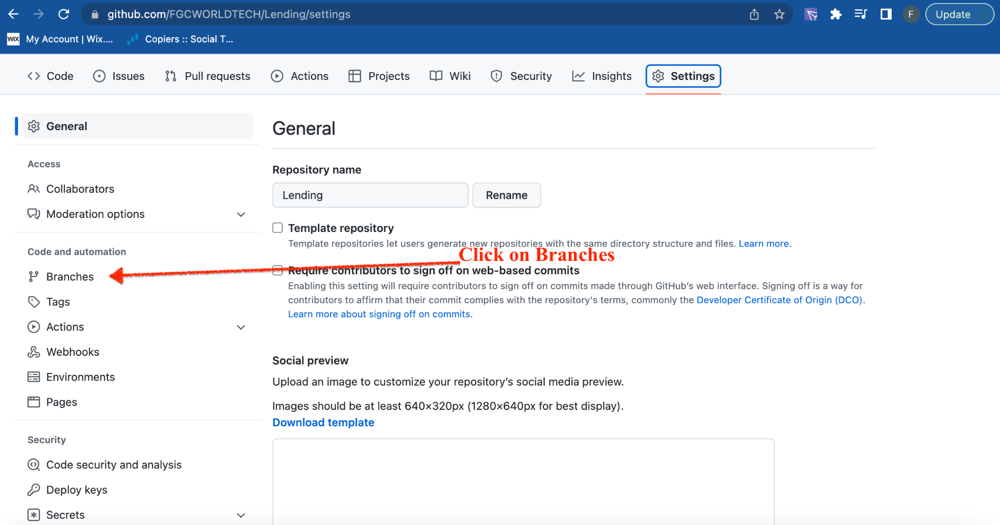 github.com/FGCWORLDTECH/Lending/settings
F
Update
WIX My Account | Wix.... Copiers :: Social T...
Code Issues Pull requests Actions Projects Wiki Security Insights Settings
General
Access
Collaborators
Moderation options
Code and automation
Branches
Tags
Actions
Webhooks
Environments
Pages
Security
Code security and analysis
Deploy keys
Secrets
General
Repository name
Lending Rename
Template repository
Template repositories let users generate new repositories with the same directory structure and files. Learn more.
Click on Branches
Require contributors to sign off on web-based commits
Enabling this setting will require contributors to sign off on commits made through GitHub’s web interface. Signing off is a way for
contributors to affirm that their commit complies with the repository's terms, commonly the Developer Certificate of Origin (DCO).
Learn more about signing off on commits.
Social preview
Upload an image to customize your repository’s social media preview.
Images should be at least 640×320px (1280×640px for best display).
Download template